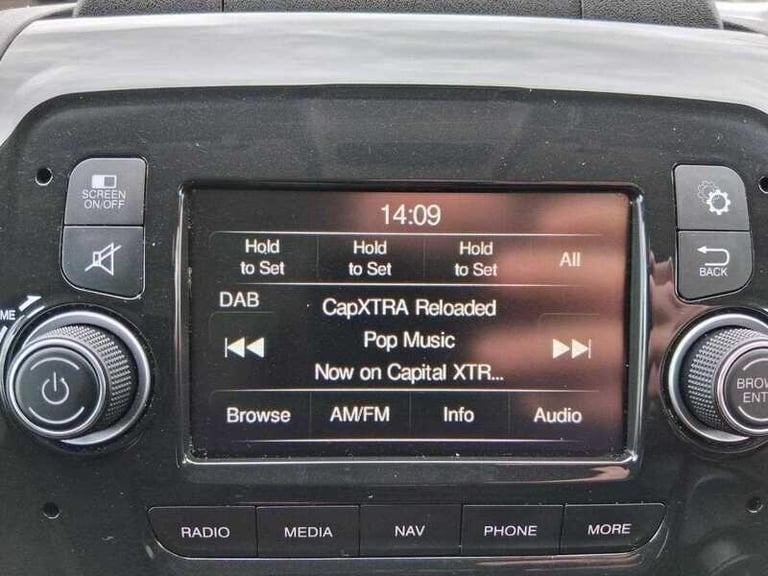 SCREEN
ON/OFF
BACK
14:09
Hold
to Set
Hold
to Set
Hold
to Set
All
DAB
CapXTRA Reloaded
Pop Music
Now on Capital XTR...
Browse
AM/FM
Info
Audio
RADIO
MEDIA
NAV
PHONE
MORE